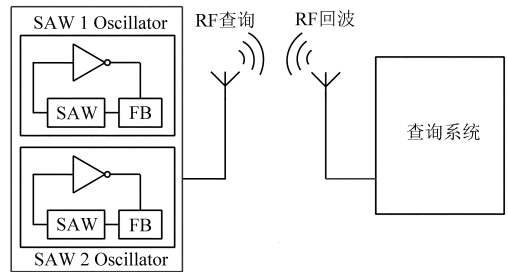 SAW 1 Oscillator
SAW
FB
SAW
FB
SAW 2 Oscillator
RF查询
RF回波
查询系统